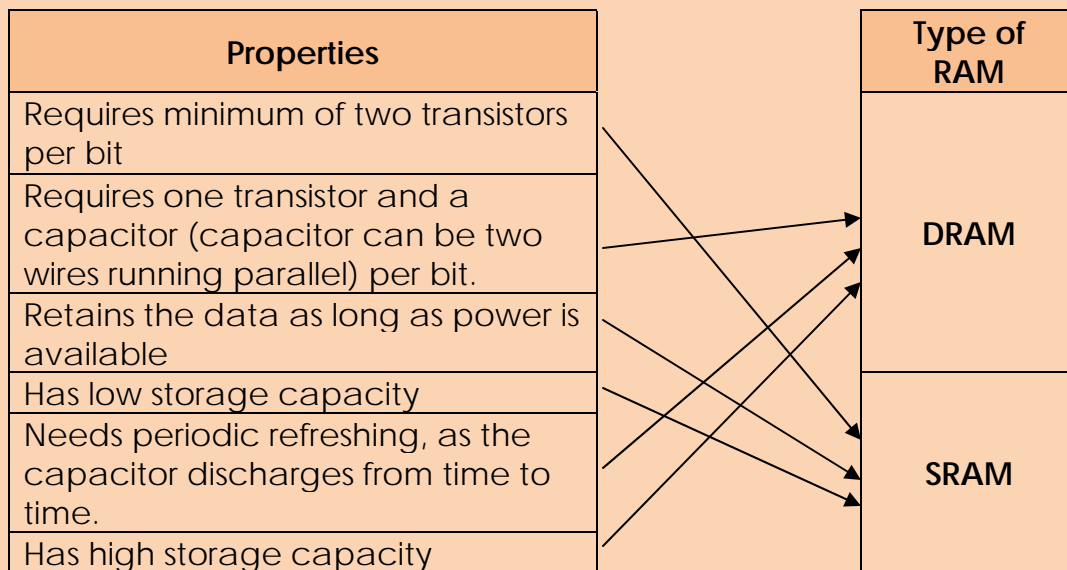 Properties
Type of
RAM
Requires minimum of two transistors
per bit
Requires one transistor and a
capacitor (capacitor can be two
wires running parallel) per bit.
Retains the data as long as power is
available
Has low storage capacity
Needs periodic refreshing, as the
capacitor discharges from time to
time.
Has high storage capacity
DRAM
SRAM